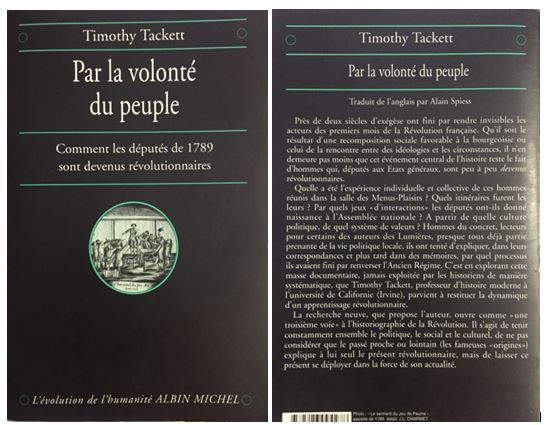 Timothy Tackett
Par la volonté
du peuple
Comment les députés de 1789
sont devenus révolutionnaires
L'évolution de l'humanité ALBIN MICHEL
Timothy Tackett
Par la volonté du peuple
Traduit de l'anglais par Alain Spiess
Près de deux siècles d'exégèse ont fini par rendre invisibles les
acteurs des premiers mois de la Révolution française. Qu'il soit le
résultat d'une recomposition sociale favorable à la bourgeoisie ou
celui de la rencontre entre des idéologies et les circonstances, il n'en
demeure pas moins que cet événement central de l'histoire reste le fait
d'hommes qui, députés aux Etats généraux, sont peu à peu devenus
révolutionnaires.
Quelle a été l'expérience individuelle et collective de ces hommes
réunis dans la salle des Menus-Plaisirs ? Quels itinéraires furent les
leurs ? Par quels jeux «d'interactions» les députés ont-ils donné
naissance à l'Assemblée nationale ? A partir de quelle culture
politique, de quel système de valeurs ? Hommes du concret, lecteurs
pour certains des auteurs des Lumières, presque tous déjà partie
prenante de la vie politique locale, ils ont tenté d'expliquer, dans leurs
correspondances et plus tard dans des mémoires, par quel processus
ils avaient fini par renverser l'Ancien Régime. C'est en explorant cette
masse documentaire, jamais exploitée par les historiens de manière
systématique, que Timothy Tackett, professeur d'histoire moderne à
l'université de Californie (Irvine), parvient à restituer la dynamique
d'un apprentissage révolutionnaire.
La recherche neuve, que propose l'auteur, ouvre comme «une
troisième voie» à l'historiographie de la Révolution. Il s'agit de tenir
constamment ensemble le politique, le social et le culturel, de ne pas
considérer que le passé proche ou lointain (les fameuses «origines»)
explique à lui seul le présent révolutionnaire, mais de laisser ce
présent se déployer dans la force de son actualité.
Photo : «Le serment du Jeu de Paume»,
de 1789, détail J.L. CHARMET.